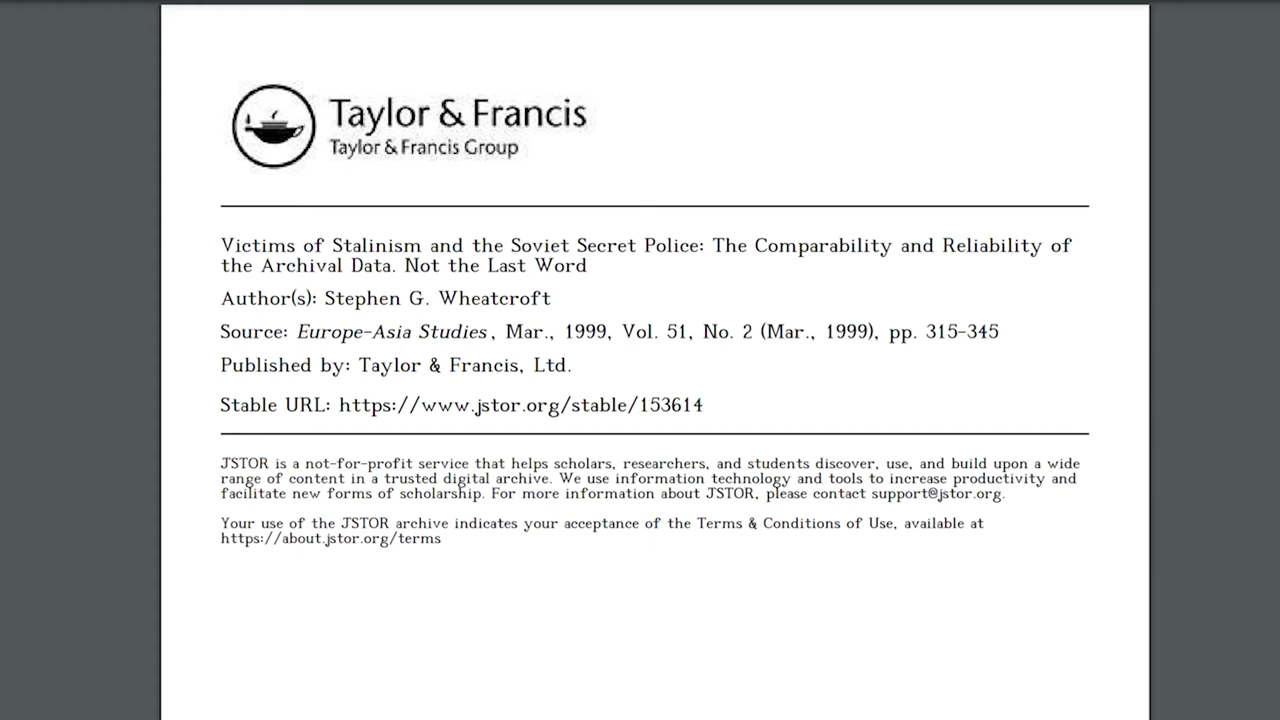 Taylor & Francis
Taylor & Francis Group
Victims of Stalinism and the Soviet Secret Police: The Comparability and Reliability of
the Archival Data. Not the Last Word
Author(s): Stephen G. Wheatcroft
Source: Europe-Asia Studies, Mar., 1999, Vol. 51, No. 2 (Mar., 1999), pp. 315-345
Published by: Taylor & Francis, Ltd.
Stable URL: https://www.jstor.org/stable/153614
JSTOR is a not-for-profit service that helps scholars, researchers, and students discover, use, and build upon a wide
range of content in a trusted digital archive. We use information technology and tools to increase productivity and
facilitate new forms of scholarship. For more information about JSTOR, please contact support@jstor.org.
Your use of the JSTOR archive indicates your acceptance of the Terms & Conditions of Use, available at
https://about.jstor.org/terms